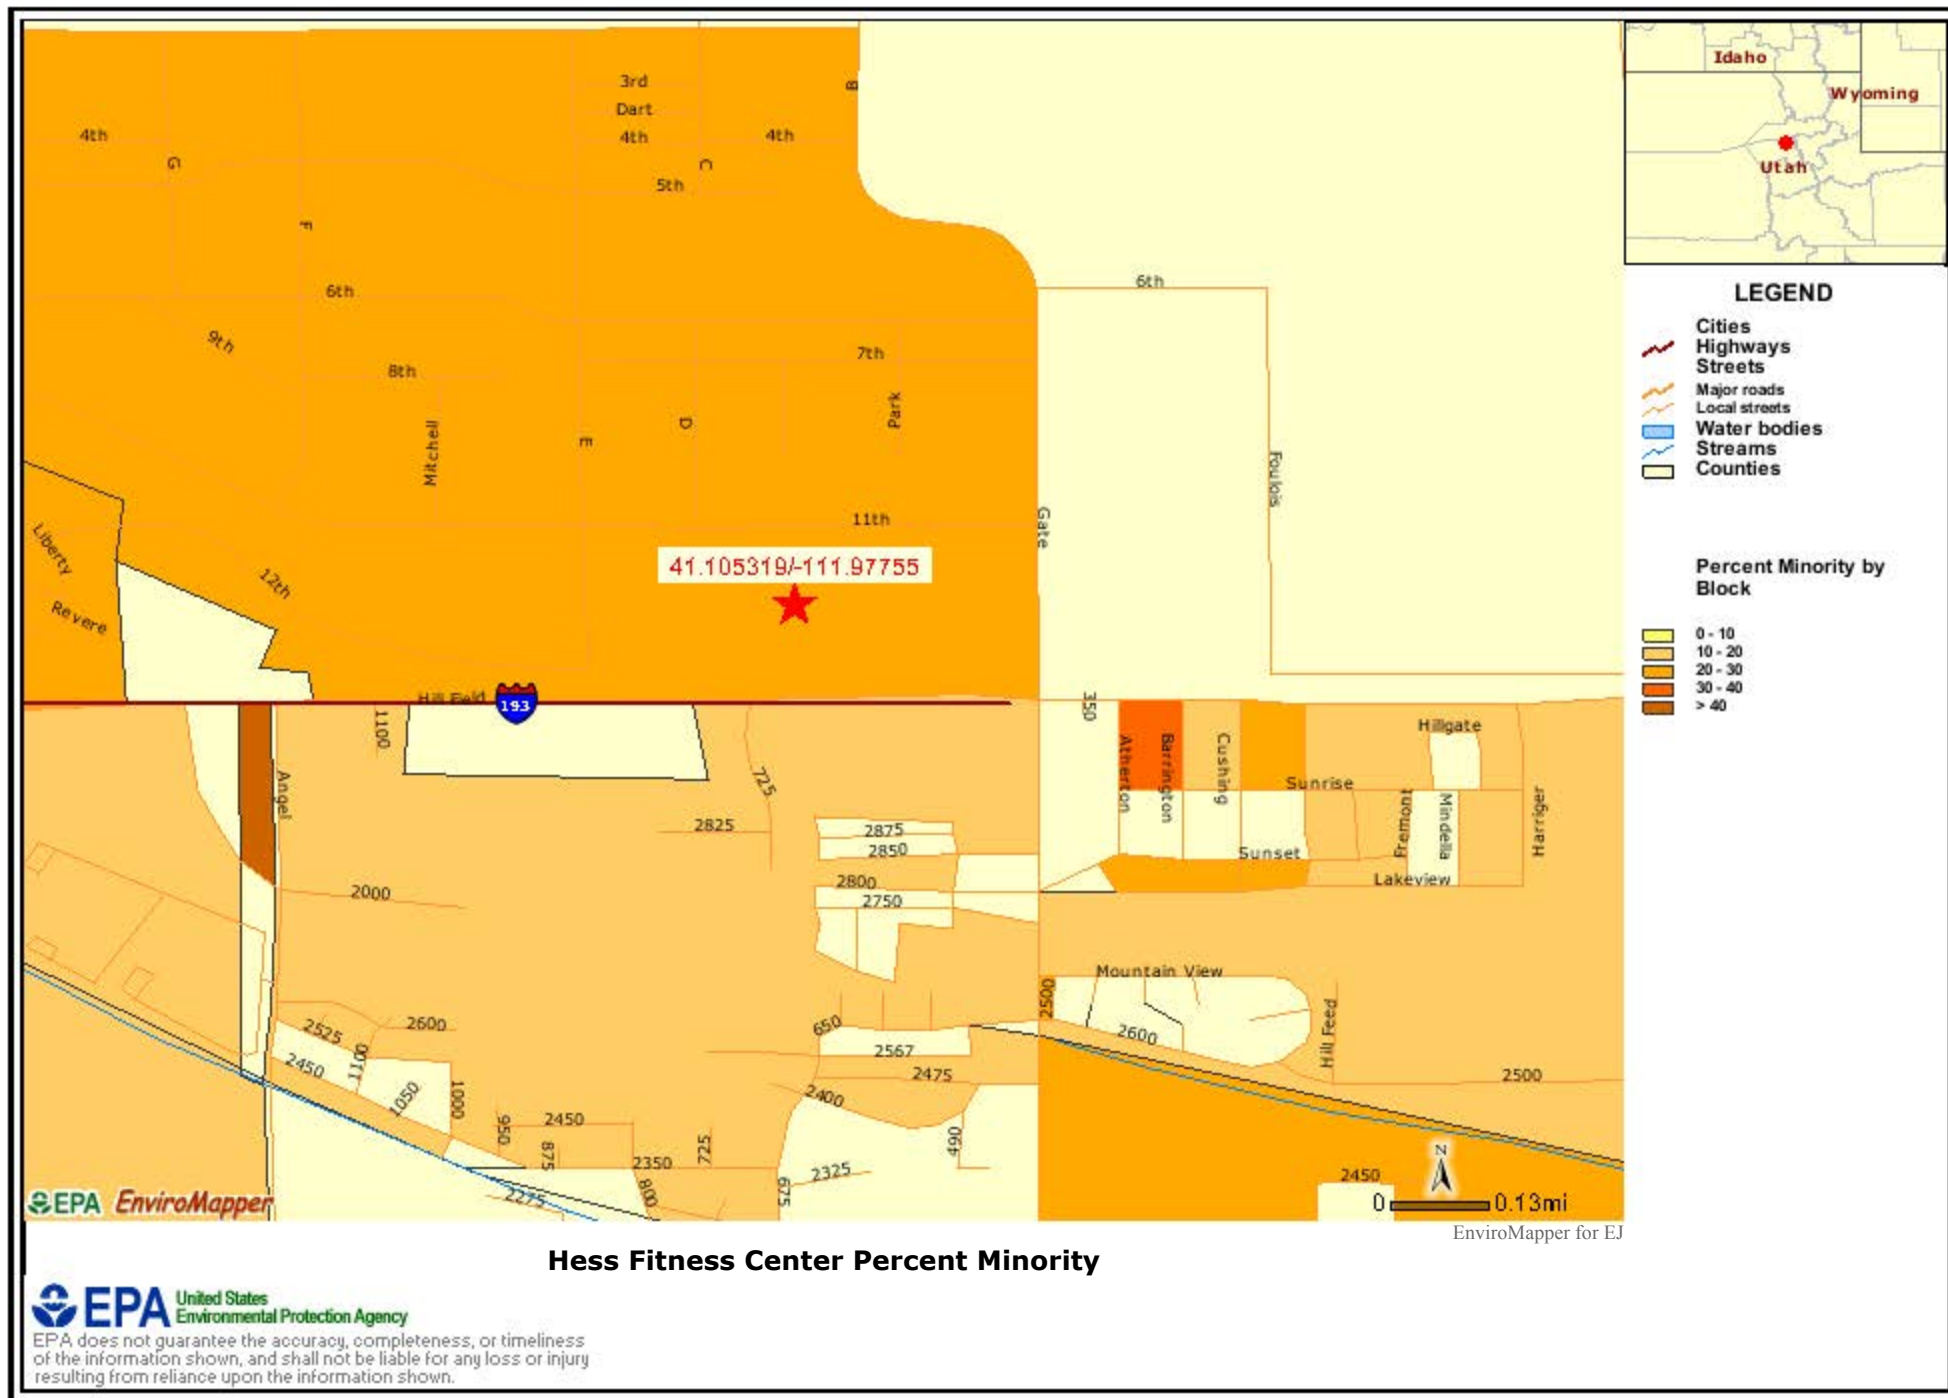 3rd
Dart
4th
4th
4th
B
G
C
5th
F
6th
6th
9th
7th
8th
Park
D
E
Mitchell
Foulois
Gate
11th
Liberty
12th
Revere
41.105319/-111.97755
Hill Field
193
1100
350
Hillgate
Atherton
Barrington
Cushing
Sunrise
Angel
725
Fremont
Mindella
Harriger
2825
2875
2850
Sunset
2800
Lakeview
2000
2750
Mountain View
2500
2525
2600
650
2600
Hill Feed
2450
1100
2567
2475
2500
1050
1000
2400
950
2450
875
725
490
2350
2325
2450
800
675
2275
N
0 0.13mi
EPA EnviroMapper
EnviroMapper for EJ
Idaho
Wyoming
Utah
LEGEND
Cities
Highways
Streets
Major roads
Local streets
Water bodies
Streams
Counties
Percent Minority by
Block
0 - 10
10 - 20
20 - 30
30 - 40
> 40
Hess Fitness Center Percent Minority
EPA United States
Environmental Protection Agency
EPA does not guarantee the accuracy, completeness, or timeliness
of the information shown, and shall not be liable for any loss or injury
resulting from reliance upon the information shown.